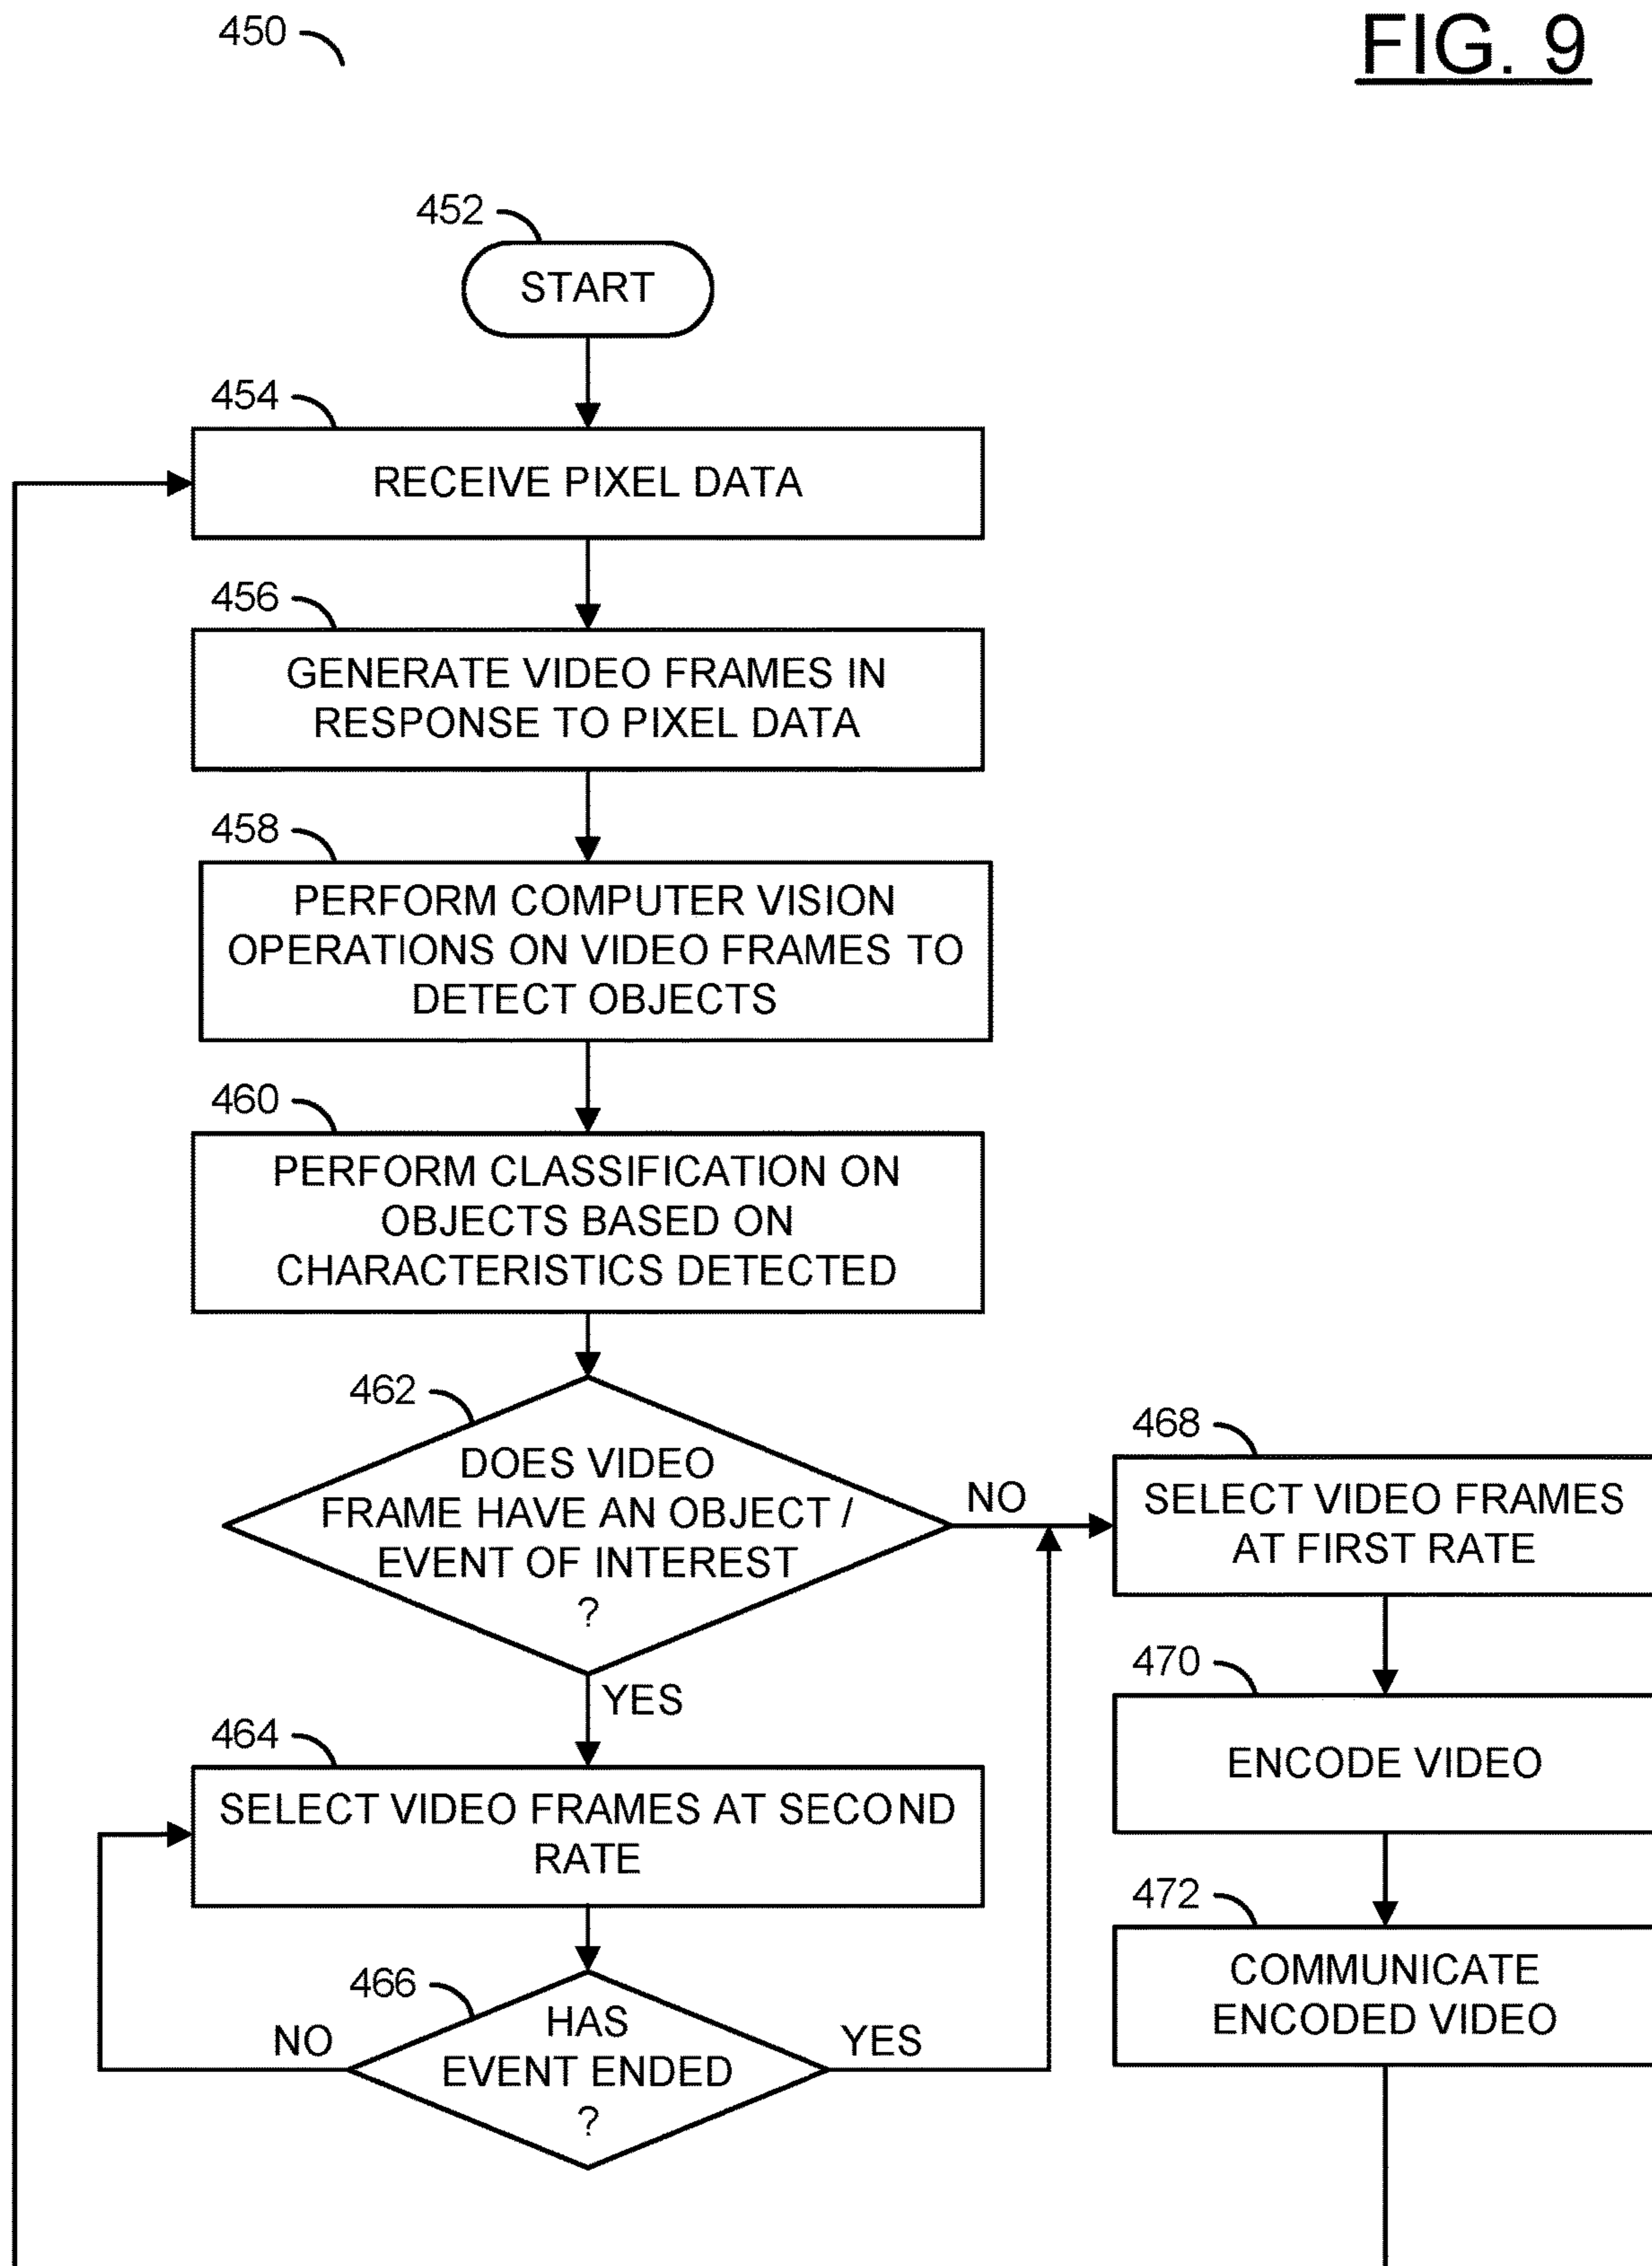 450
FIG. 9
452
START
454
RECEIVE PIXEL DATA
456
GENERATE VIDEO FRAMES IN
RESPONSE TO PIXEL DATA
458
PERFORM COMPUTER VISION
OPERATIONS ON VIDEO FRAMES TO
DETECT OBJECTS
460
PERFORM CLASSIFICATION ON
OBJECTS BASED ON
CHARACTERISTICS DETECTED
462
DOES VIDEO
FRAME HAVE AN OBJECT /
EVENT OF INTEREST
?
NO
YES
464
SELECT VIDEO FRAMES AT SECOND
RATE
466
HAS
EVENT ENDED
?
NO
YES
468
SELECT VIDEO FRAMES
AT FIRST RATE
470
ENCODE VIDEO
472
COMMUNICATE
ENCODED VIDEO